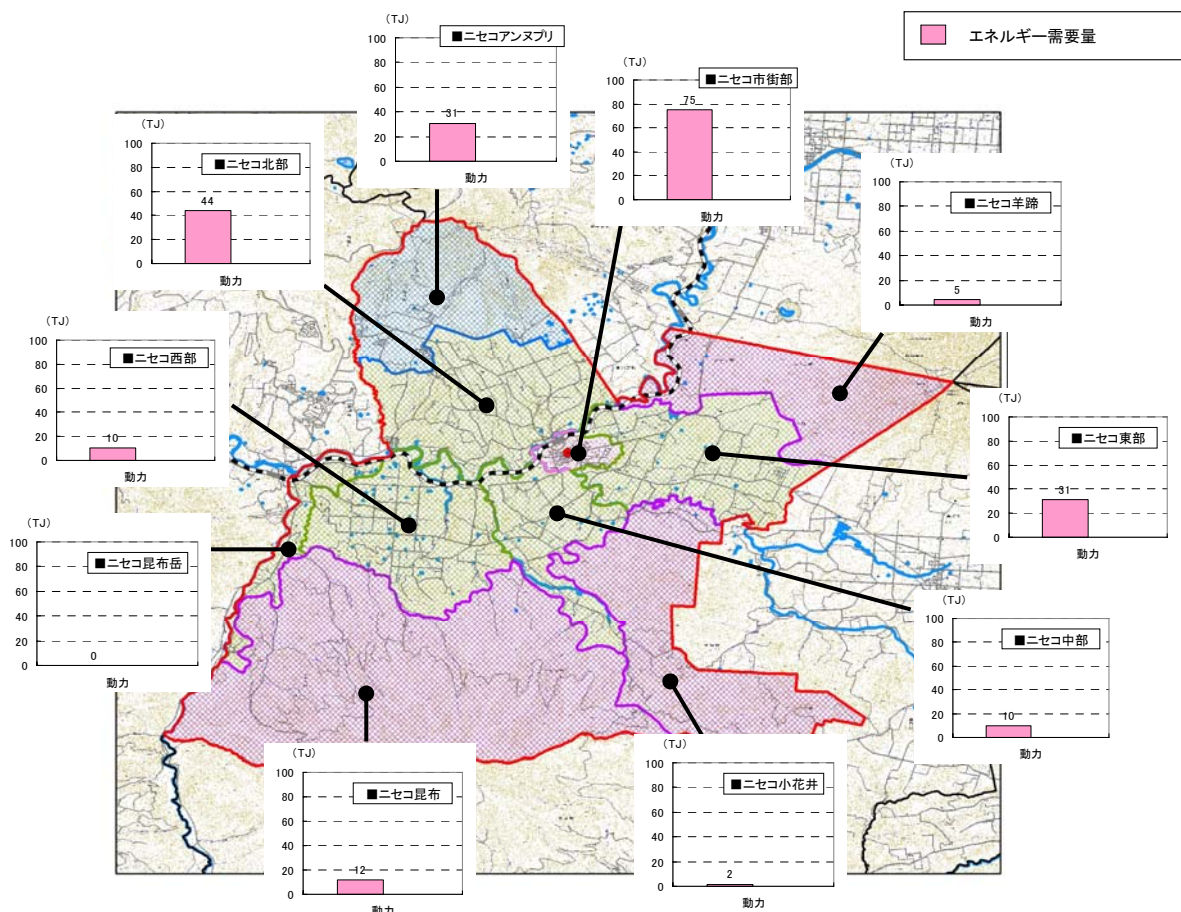 エネルギー需要量
(TJ)
■ニセコアンヌプリ
100
80
60
40
20
0
31
動力
(TJ)
■ニセコ市街部
100
80
60
40
20
0
75
動力
(TJ)
■ニセコ北部
100
80
60
40
20
0
44
動力
(TJ)
■ニセコ羊蹄
100
80
60
40
20
0
5
動力
(TJ)
■ニセコ西部
100
80
60
40
20
0
10
動力
(TJ)
■ニセコ東部
100
80
60
40
20
0
31
動力
(TJ)
■ニセコ昆布岳
100
80
60
40
20
0
0
動力
(TJ)
■ニセコ中部
100
80
60
40
20
0
10
動力
(TJ)
■ニセコ昆布
100
80
60
40
20
0
12
動力
(TJ)
■ニセコ小花井
100
80
60
40
20
0
2
動力